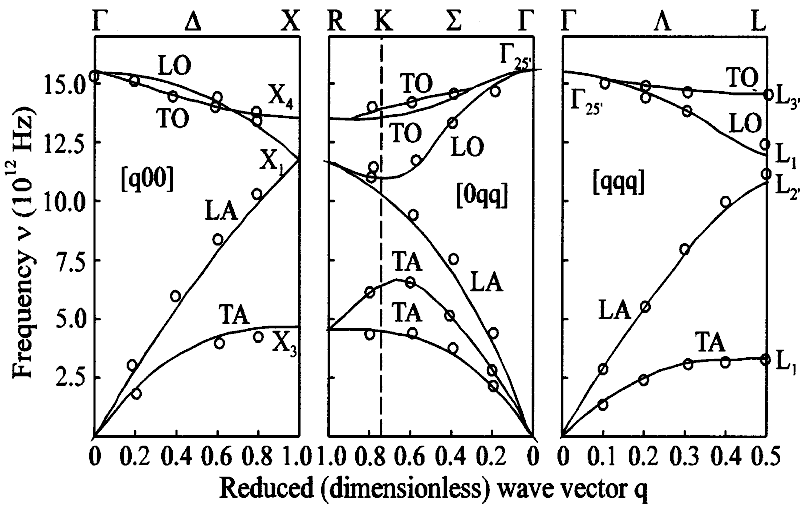 Γ Δ X R K Σ Γ Γ Λ L
Frequency ν (10¹² Hz)
15.0
12.5
10.0
7.5
5.0
2.5
LO
TO
X₄
X₁
[q00]
LA
TA
X₃
0 0.2 0.4 0.6 0.8 1.0
Γ₂₅'
TO
TO
LO
[0qq]
TA
LA
TA
1.0 0.8 0.6 0.4 0.2 0
Γ₂₅'
TO
L₃'
LO
L₁
[qqq]
L₂'
LA
TA
L₁
0 0.1 0.2 0.3 0.4 0.5
Reduced (dimensionless) wave vector q